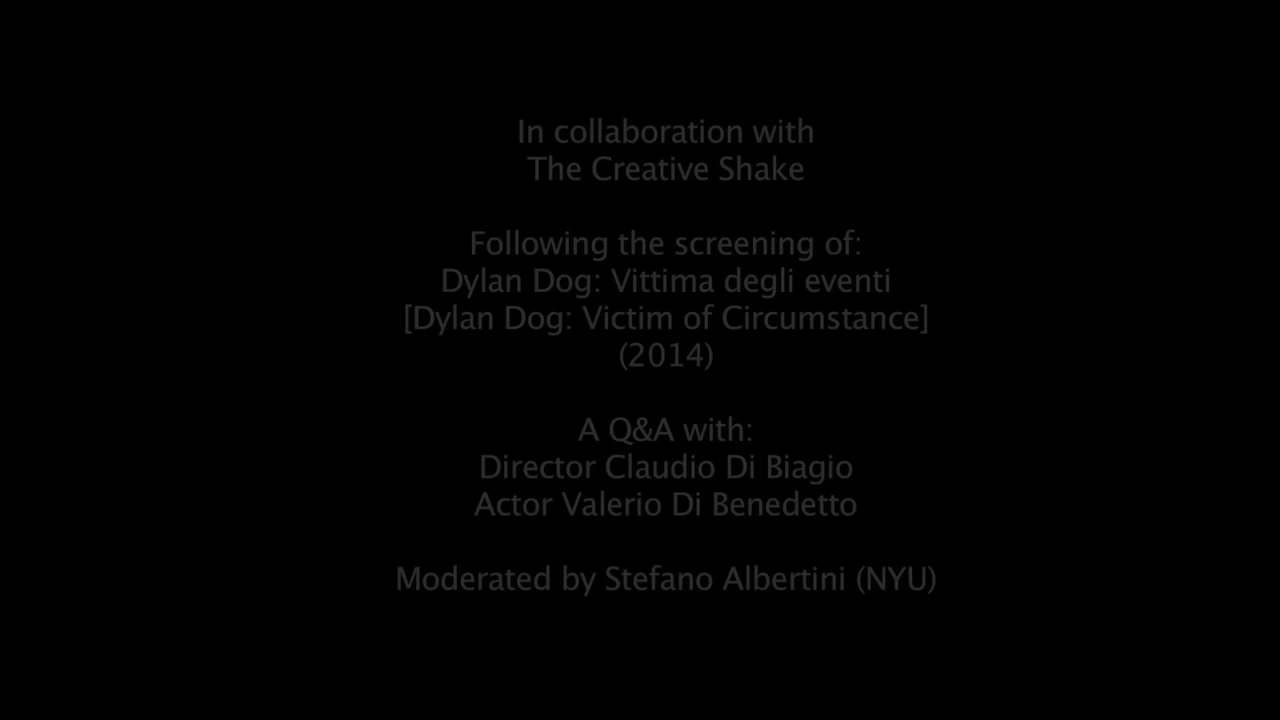 In collaboration with
The Creative Shake
Following the screening of:
Dylan Dog: Vittima degli eventi
[Dylan Dog: Victim of Circumstance]
(2014)
A Q&A with:
Director Claudio Di Biagio
Actor Valerio Di Benedetto
Moderated by Stefano Albertini (NYU)